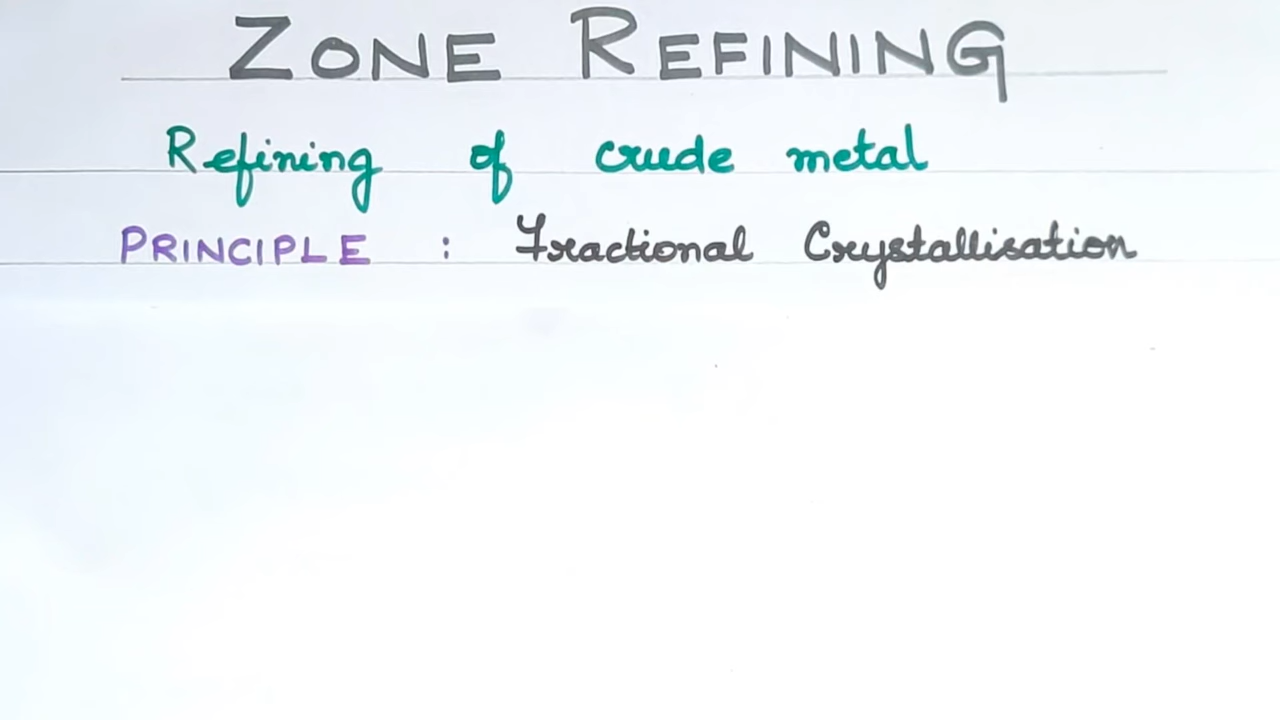 ZONE REFINING
Refining of crude metal
PRINCIPLE : Fractional Crystallisation